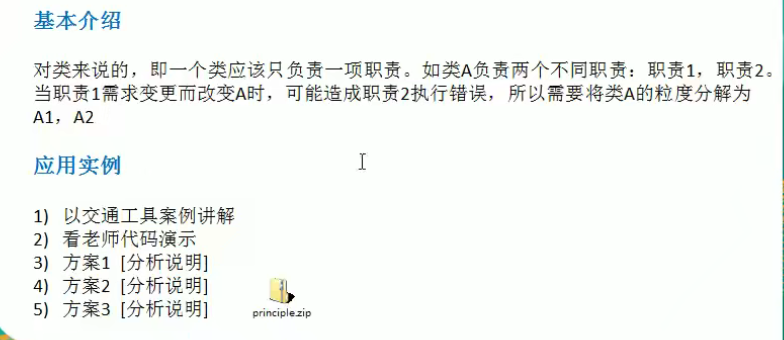 基本介绍
对类来说的，即一个类应该只负责一项职责。如类A负责两个不同职责：职责1，职责2。
当职责1需求变更而改变A时，可能造成职责2执行错误，所以需要将类A的粒度分解为
A1，A2
应用实例
1) 以交通工具案例讲解
2) 看老师代码演示
3) 方案1 [分析说明]
4) 方案2 [分析说明]
5) 方案3 [分析说明]
principle.zip